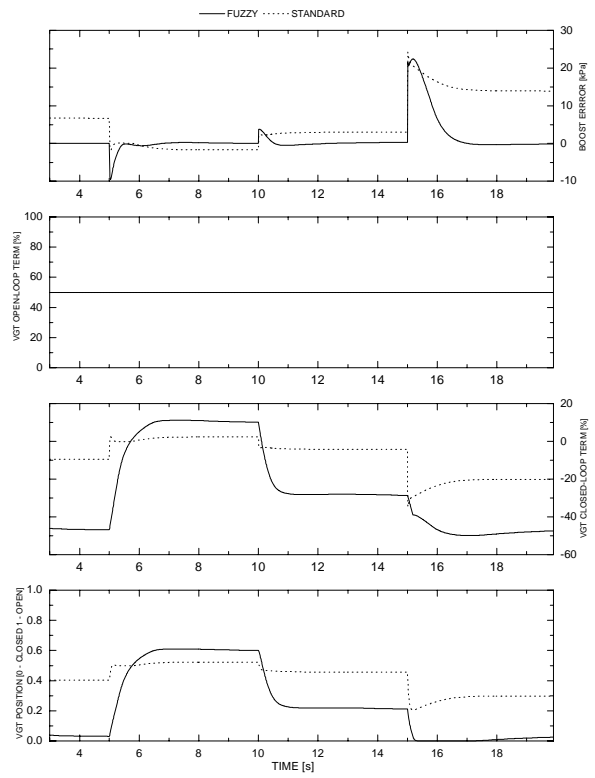 FUZZY STANDARD
30
20
10
0
-10
BOOST ERRROR [kPa]
4 6 8 10 12 14 16 18
100
80
60
40
20
0
VGT OPEN-LOOP TERM [%]
4 6 8 10 12 14 16 18
20
0
-20
-40
-60
VGT CLOSED-LOOP TERM [%]
4 6 8 10 12 14 16 18
1.0
0.8
0.6
0.4
0.2
0.0
VGT POSITION [0 - CLOSED 1 - OPEN]
4 6 8 10 12 14 16 18
TIME [s]